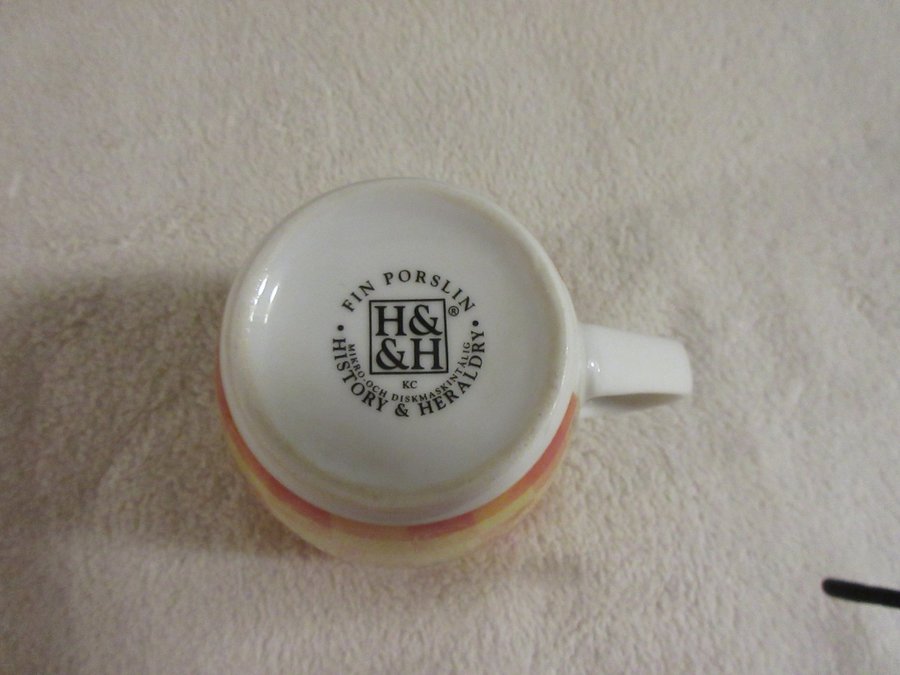 FIN PORSLIN
H&
&H®
KC
MIKRO OCH DISKMASKINTÅLIG
• HISTORY & HERALDRY •